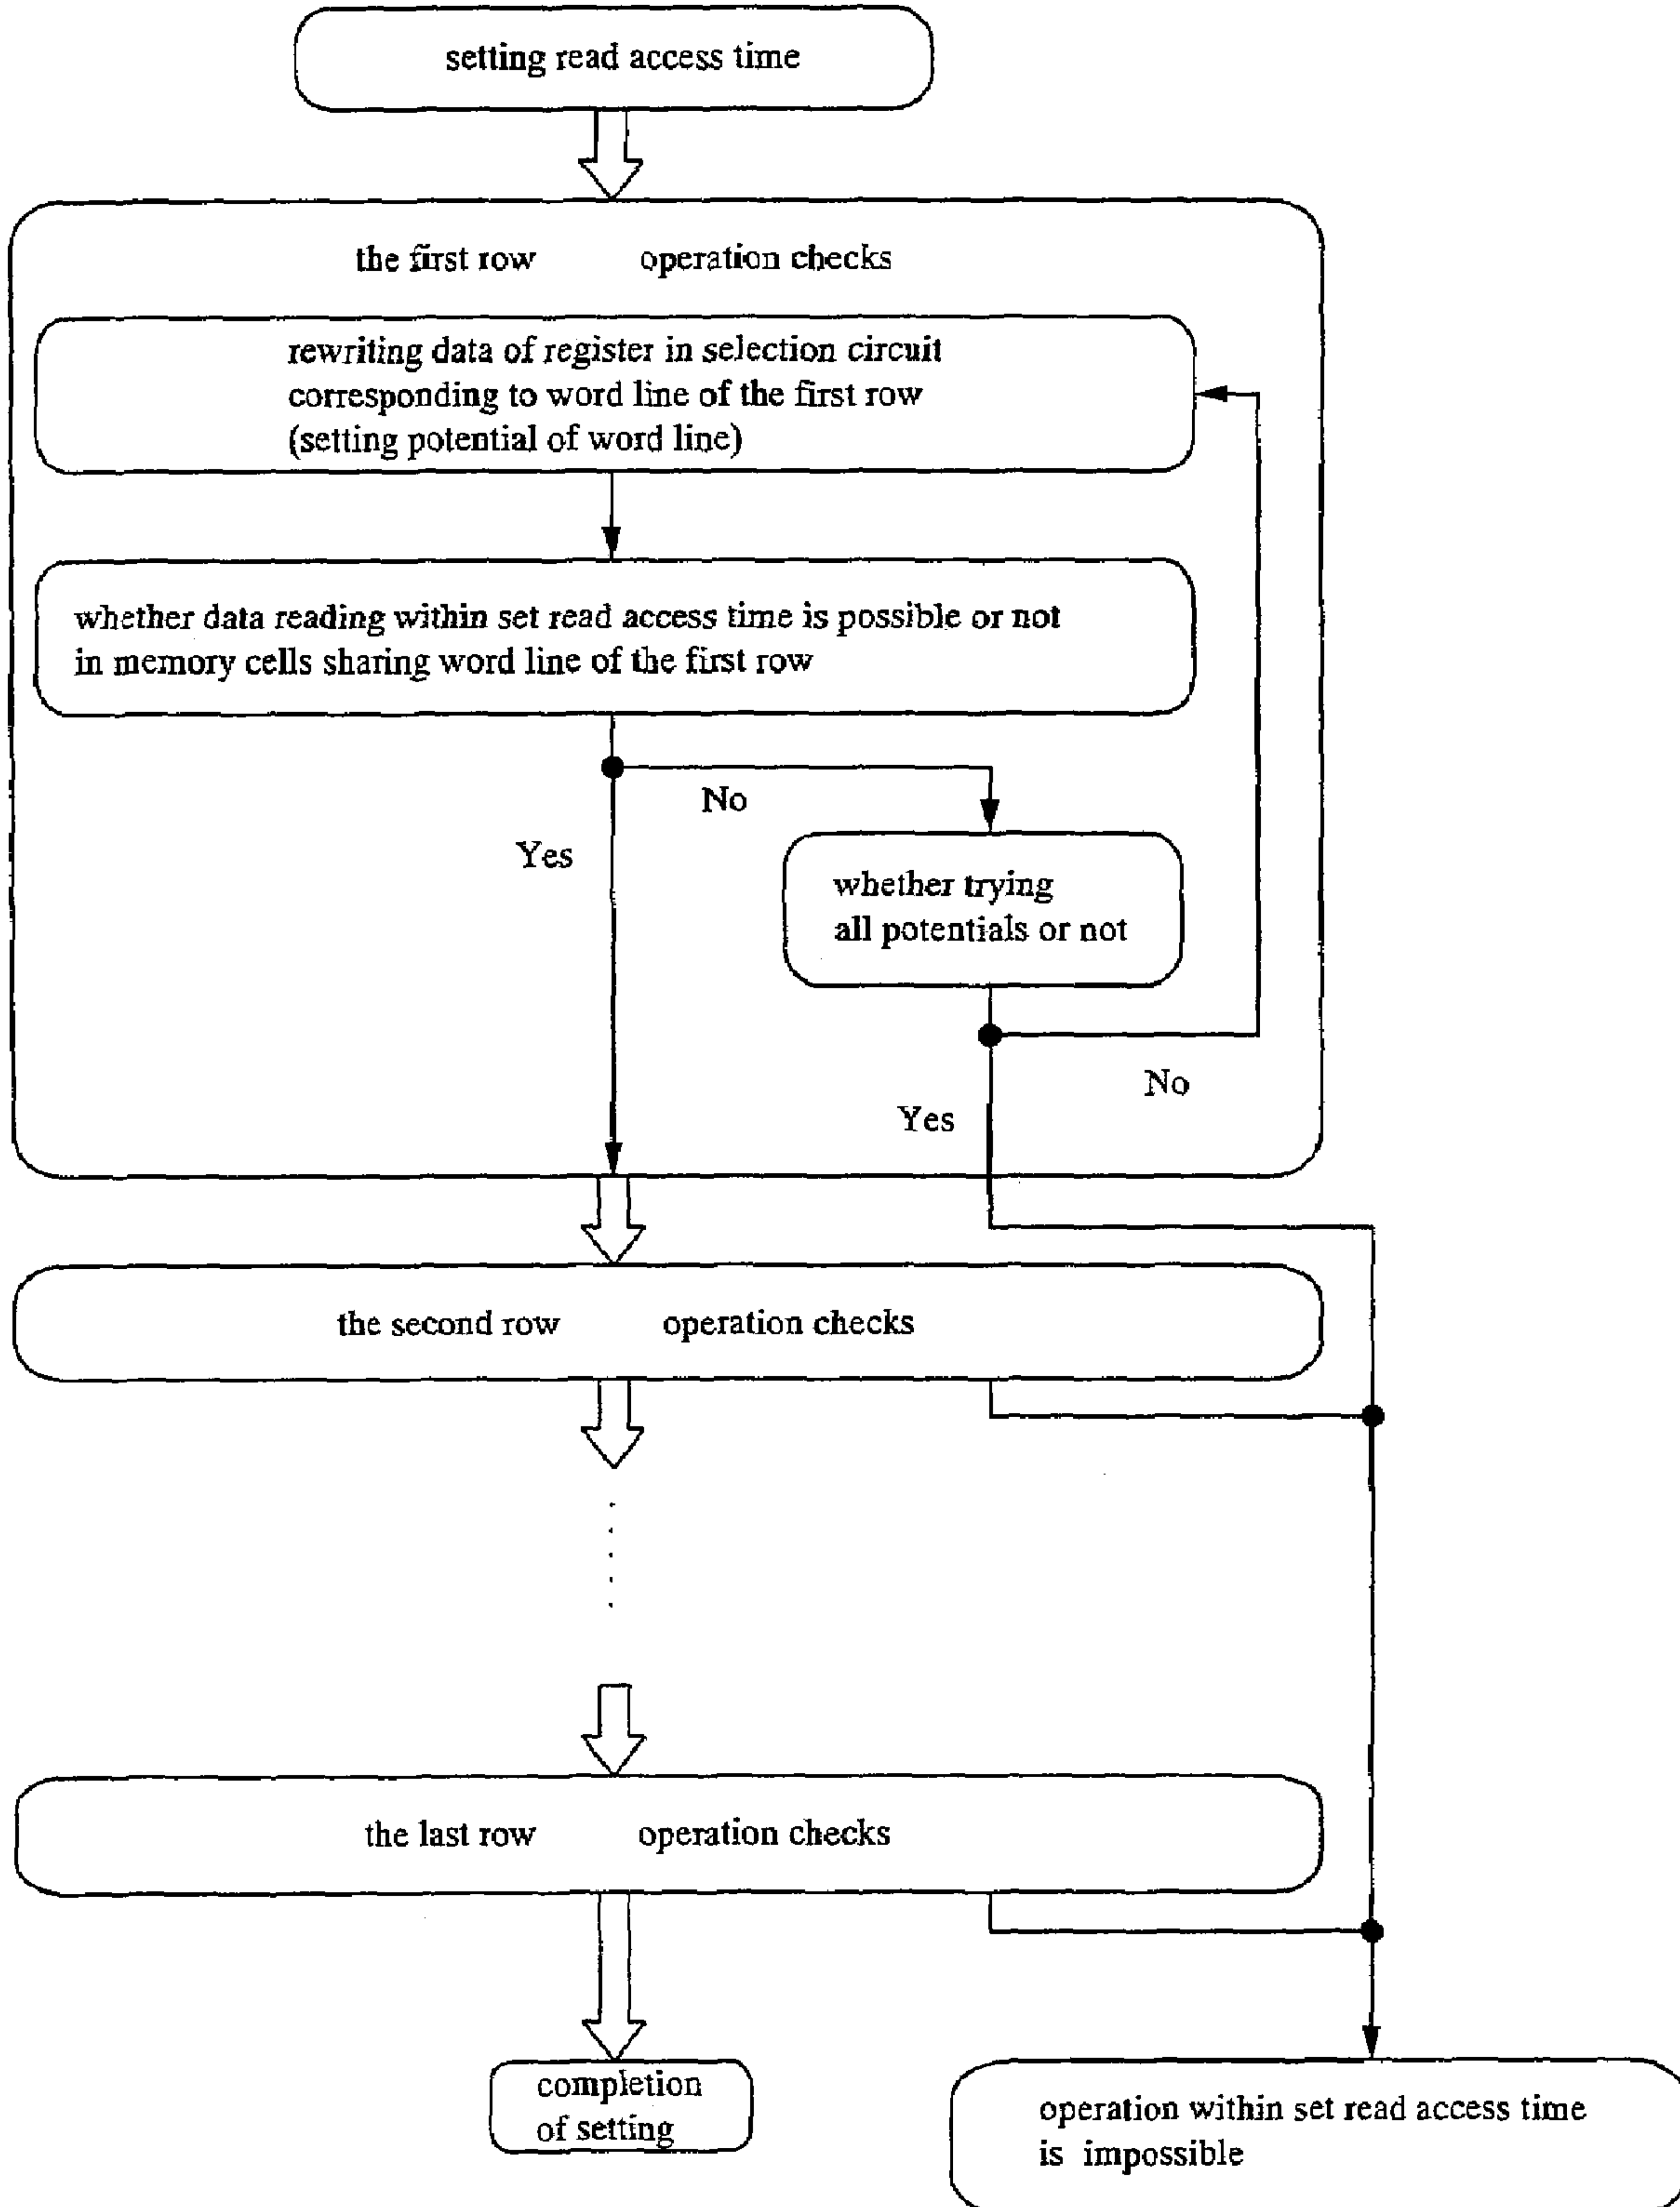 setting read access time
the first row operation checks
rewriting data of register in selection circuit
corresponding to word line of the first row
(setting potential of word line)
whether data reading within set read access time is possible or not
in memory cells sharing word line of the first row
No
Yes
whether trying
all potentials or not
No
Yes
the second row operation checks
the last row operation checks
completion
of setting
operation within set read access time
is impossible